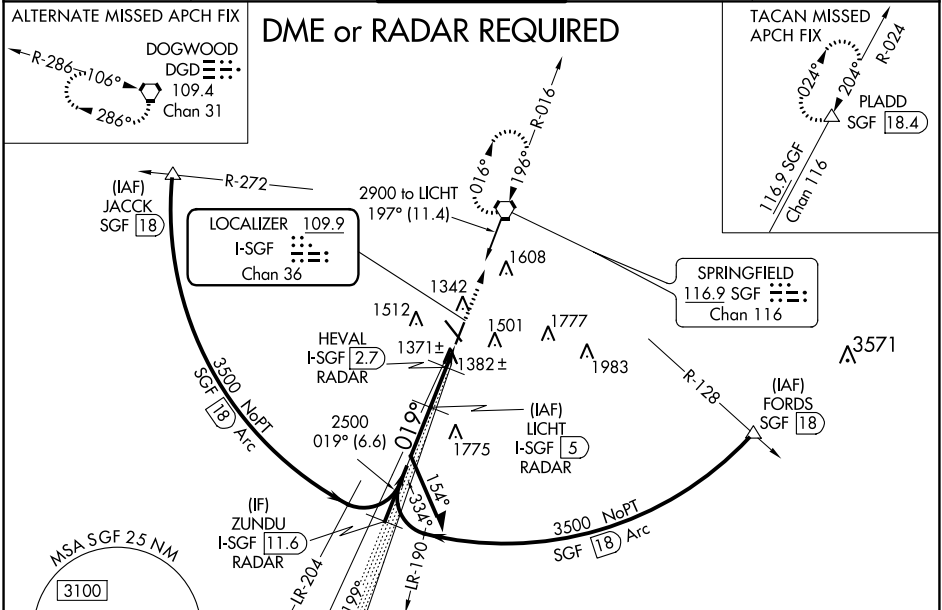 ALTERNATE MISSED APCH FIX
DOGWOOD
DGD
109.4
Chan 31
R-286
106°
286°
DME or RADAR REQUIRED
TACAN MISSED
APCH FIX
R-024
024°
204°
PLADD
SGF 18.4
116.9 SGF
Chan 116
R-016
016°
196°
2900 to LICHT
197° (11.4)
(IAF)
JACCK
SGF 18
R-272
LOCALIZER 109.9
I-SGF
Chan 36
SPRINGFIELD
116.9 SGF
Chan 116
1608
1342
1512
1501
1777
1983
3571
HEVAL
I-SGF 2.7
RADAR
1371±
1382±
R-128
(IAF)
FORDS
SGF 18
3500 NoPT
SGF 18 Arc
2500
019° (6.6)
019°
1775
(IAF)
LICHT
I-SGF 5
RADAR
154°
334°
3500 NoPT
SGF 18 Arc
(IF)
ZUNDU
I-SGF 11.6
RADAR
LR-204
199°
LR-190
MSA SGF 25 NM
3100